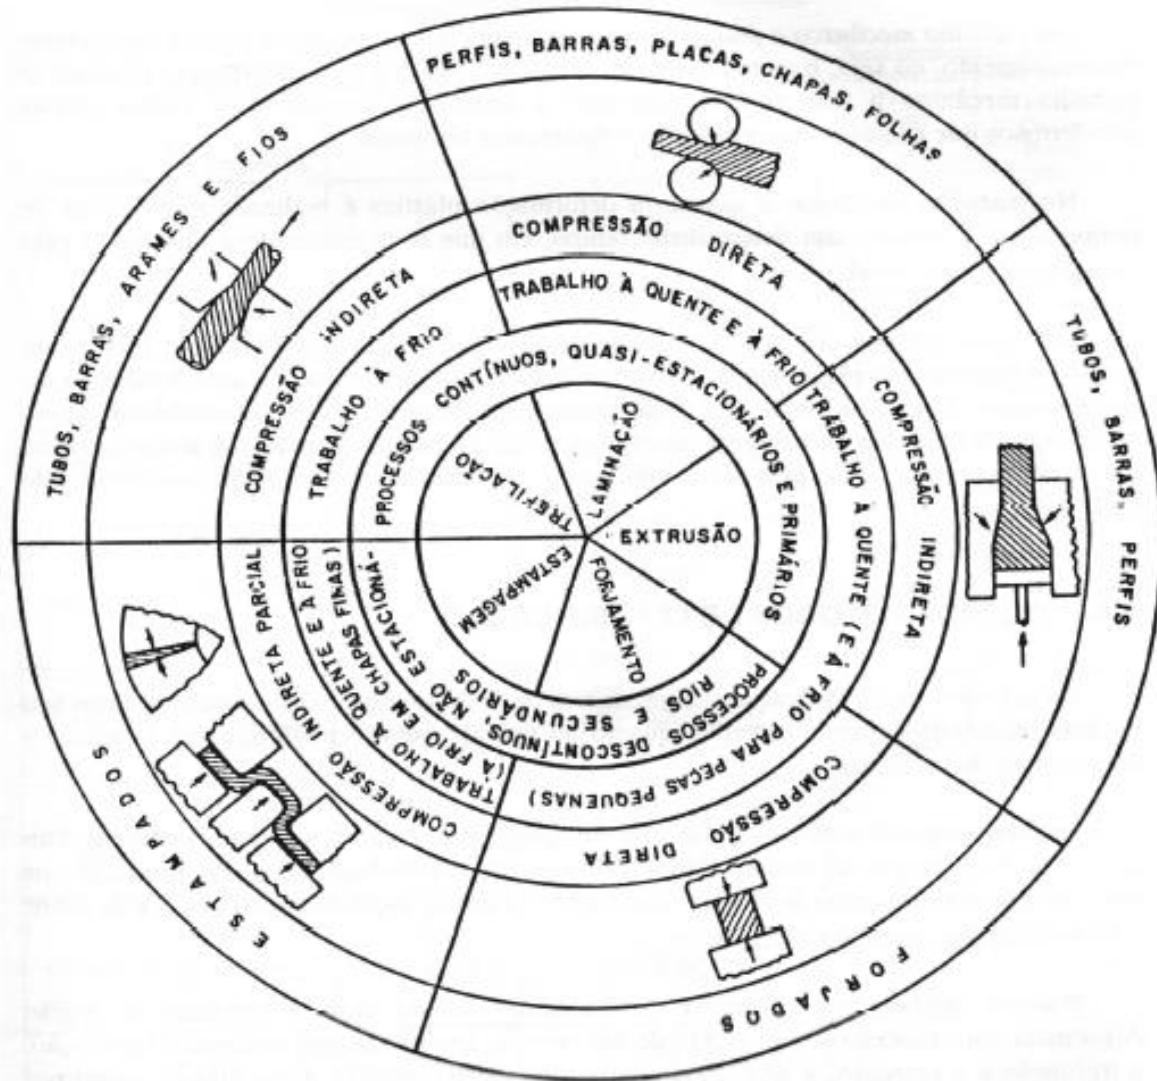 PERFIS, BARRAS, PLACAS, CHAPAS, FOLHAS
TUBOS, BARRAS, PERFIS
FORJADOS
ESTAMPADOS
TUBOS, BARRAS, ARAMES E FIOS
COMPRESSÃO DIRETA
COMPRESSÃO INDIRETA
COMPRESSÃO DIRETA
COMPRESSÃO INDIRETA PARCIAL
COMPRESSÃO INDIRETA
TRABALHO À QUENTE E À FRIO
TRABALHO À QUENTE (E À FRIO PARA PEÇAS PEQUENAS)
TRABALHO À QUENTE E À FRIO
(À FRIO EM CHAPAS FINAS)
TRABALHO À FRIO
PROCESSOS CONTÍNUOS, QUASI-ESTACIONÁRIOS E PRIMÁRIOS
PROCESSOS DESCONTÍNUOS, NÃO ESTACIONÁ-
RIOS E SECUNDÁRIOS
LAMINAÇÃO
EXTRUSÃO
FORJAMENTO
ESTAMPAGEM
TREFILAÇÃO